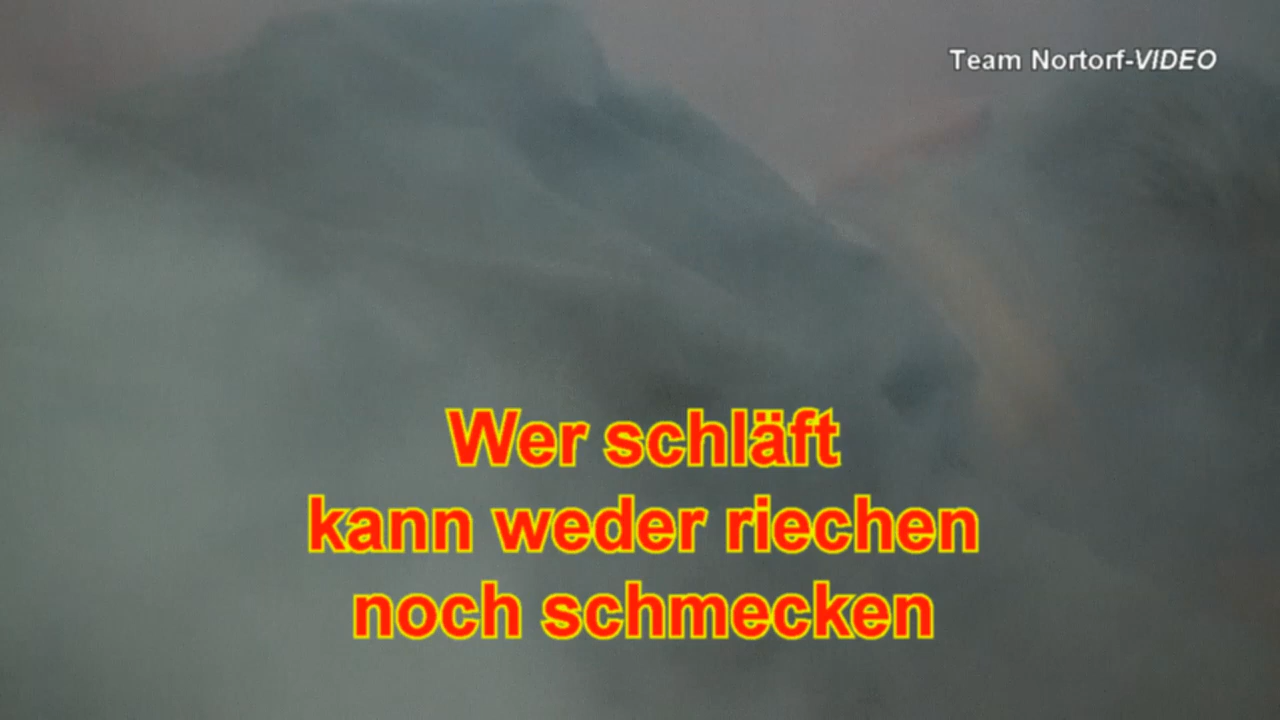 Team Nortorf-VIDEO
Wer schläft
kann weder riechen
noch schmecken